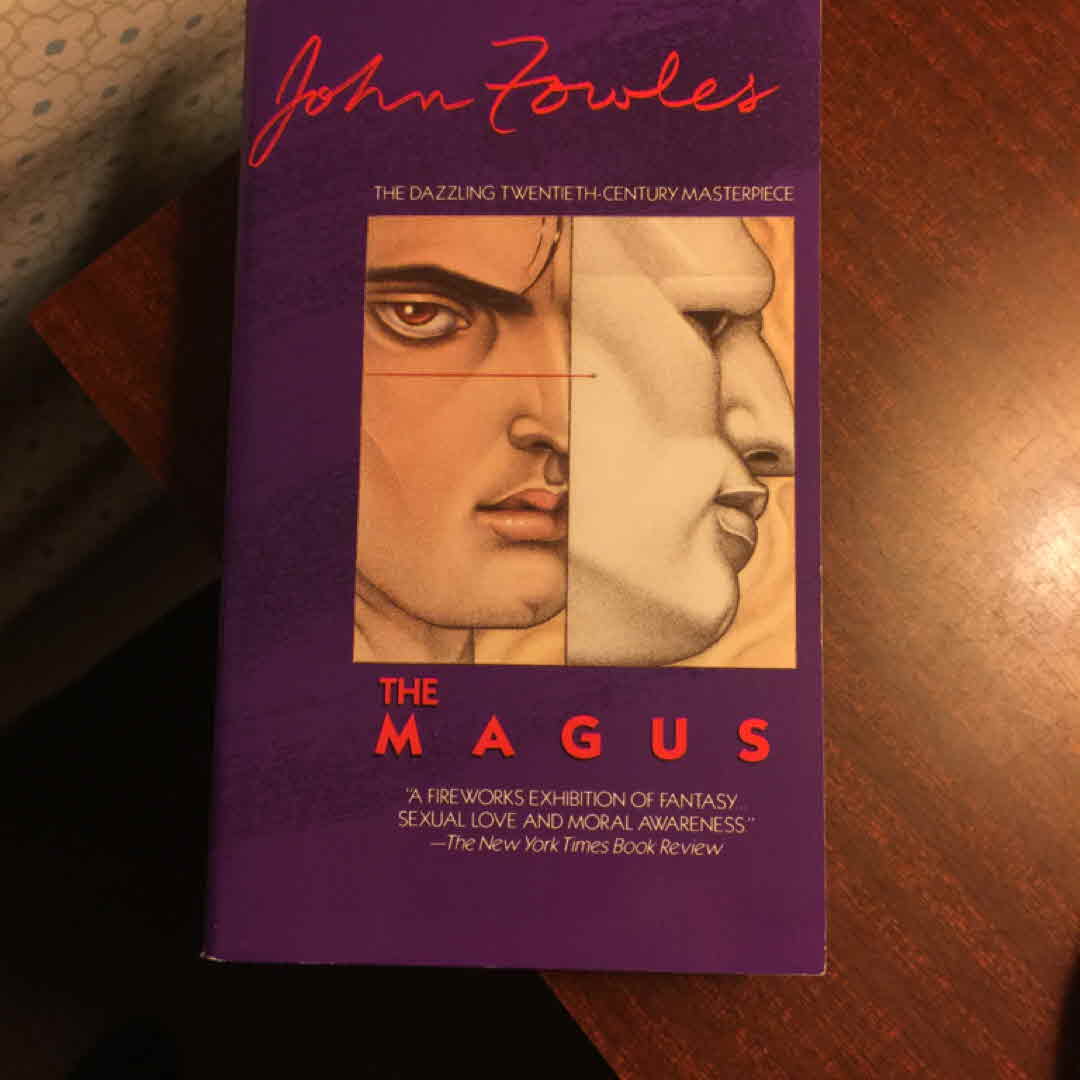 John Fowles
THE DAZZLING TWENTIETH-CENTURY MASTERPIECE
THE
MAGUS
"A FIREWORKS EXHIBITION OF FANTASY...
SEXUAL LOVE AND MORAL AWARENESS."
—The New York Times Book Review